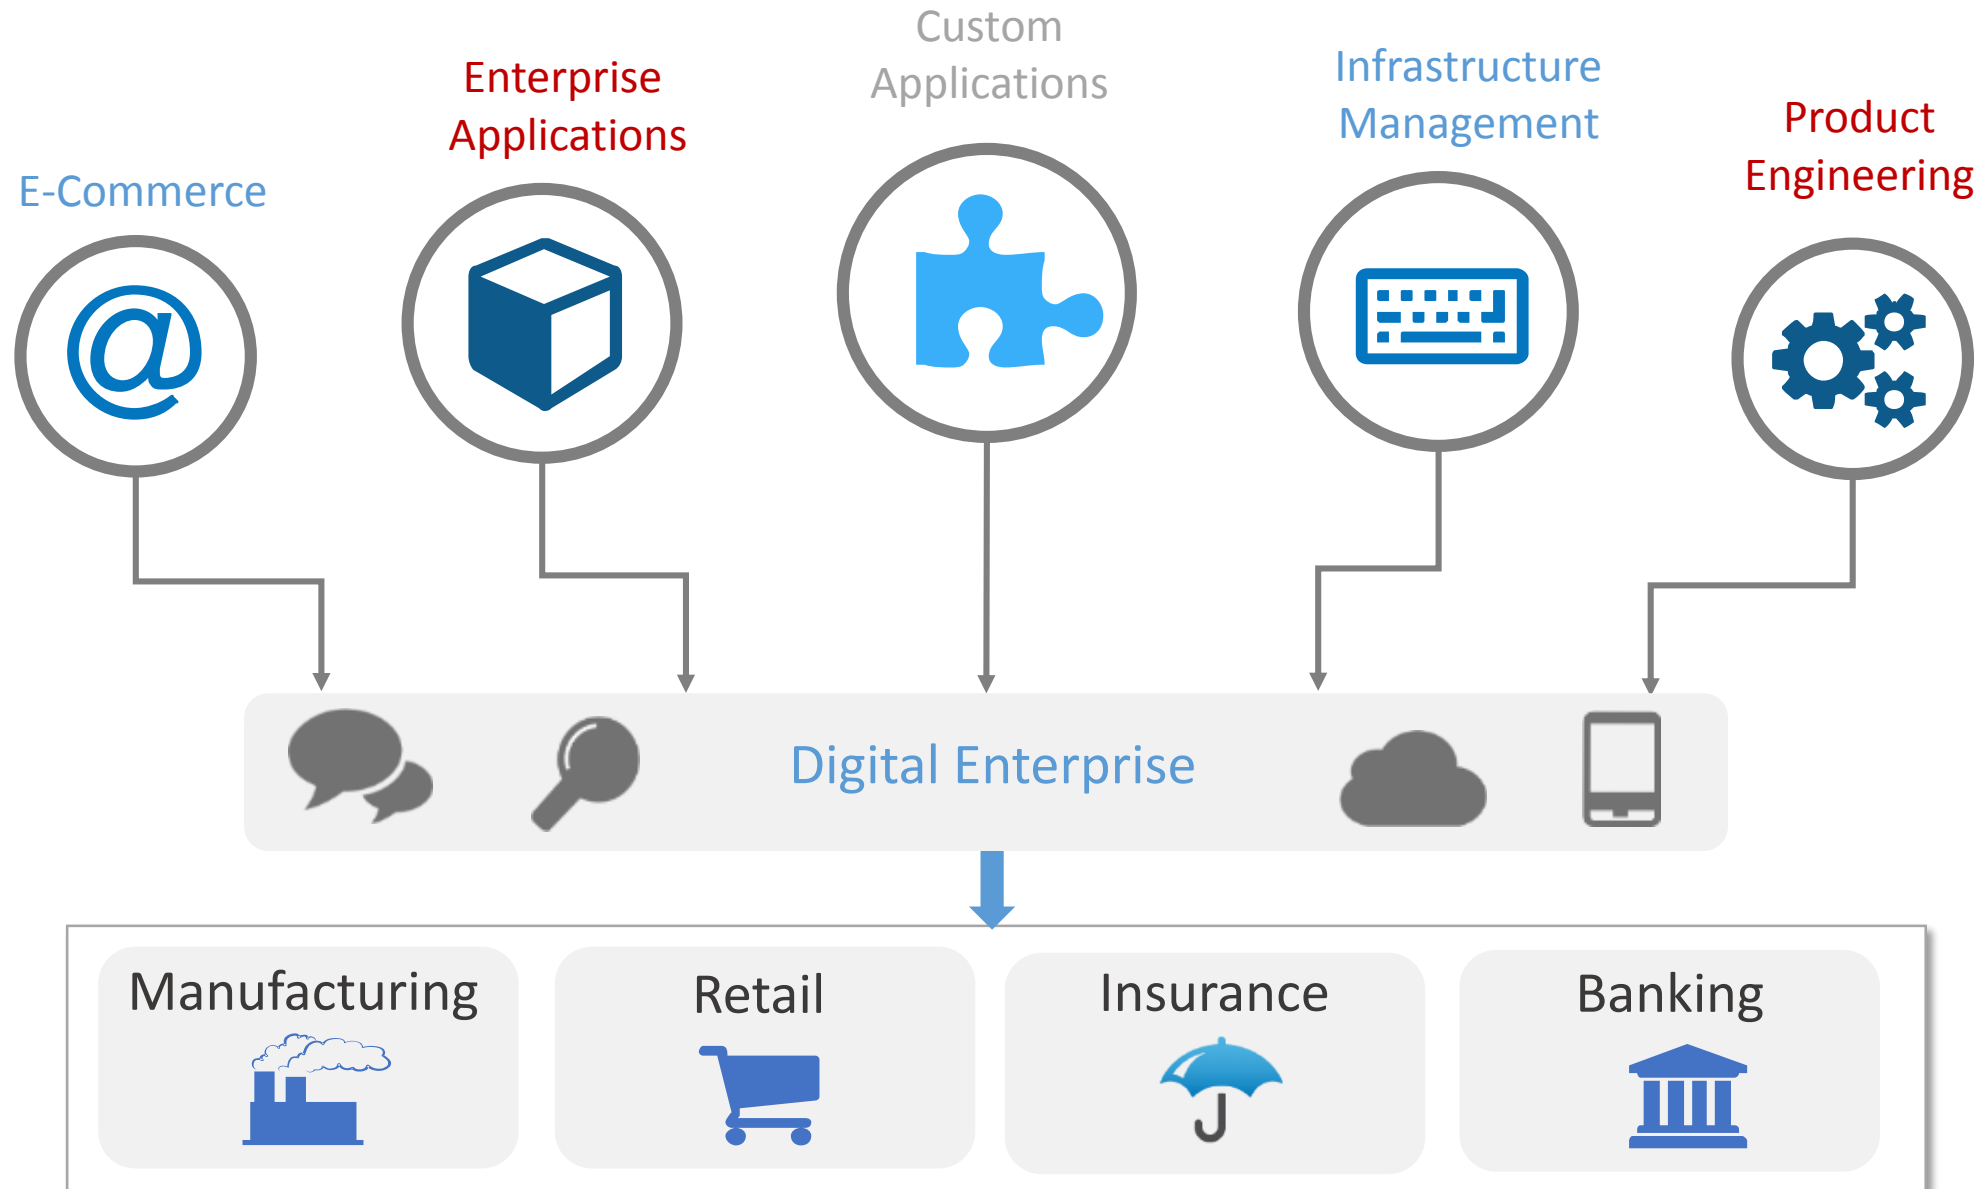 E-Commerce
Enterprise
Applications
Custom
Applications
Infrastructure
Management
Product
Engineering
Digital Enterprise
Manufacturing
Retail
Insurance
Banking